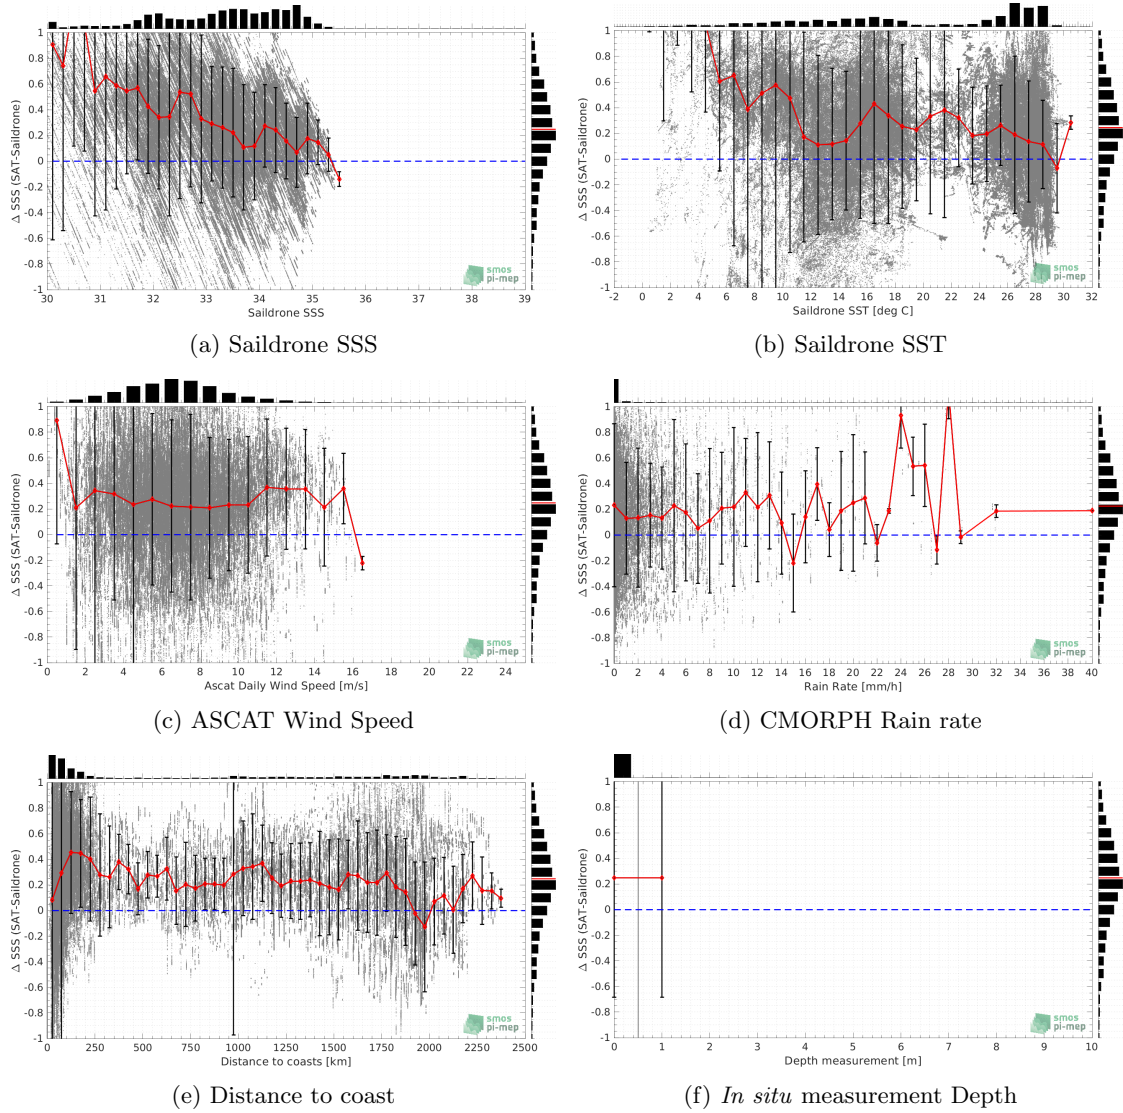 Δ SSS (SAT-Saildrone)
1
0.8
0.6
0.4
0.2
0
-0.2
-0.4
-0.6
-0.8
-1
30 31 32 33 34 35 36 37 38 39
Saildrone SSS
smos
pi-mep
(a) Saildrone SSS
Δ SSS (SAT-Saildrone)
1
0.8
0.6
0.4
0.2
0
-0.2
-0.4
-0.6
-0.8
-1
-2 0 2 4 6 8 10 12 14 16 18 20 22 24 26 28 30 32
Saildrone SST [deg C]
smos
pi-mep
(b) Saildrone SST
Δ SSS (SAT-Saildrone)
1
0.8
0.6
0.4
0.2
0
-0.2
-0.4
-0.6
-0.8
-1
0 2 4 6 8 10 12 14 16 18 20 22 24
Ascat Daily Wind Speed [m/s]
smos
pi-mep
(c) ASCAT Wind Speed
Δ SSS (SAT-Saildrone)
1
0.8
0.6
0.4
0.2
0
-0.2
-0.4
-0.6
-0.8
-1
0 2 4 6 8 10 12 14 16 18 20 22 24 26 28 30 32 34 36 38 40
Rain Rate [mm/h]
smos
pi-mep
(d) CMORPH Rain rate
Δ SSS (SAT-Saildrone)
1
0.8
0.6
0.4
0.2
0
-0.2
-0.4
-0.6
-0.8
-1
0 250 500 750 1000 1250 1500 1750 2000 2250 2500
Distance to coasts [km]
smos
pi-mep
(e) Distance to coast
Δ SSS (SAT-Saildrone)
1
0.8
0.6
0.4
0.2
0
-0.2
-0.4
-0.6
-0.8
-1
0 1 2 3 4 5 6 7 8 9 10
Depth measurement [m]
smos
pi-mep
(f) In situ measurement Depth